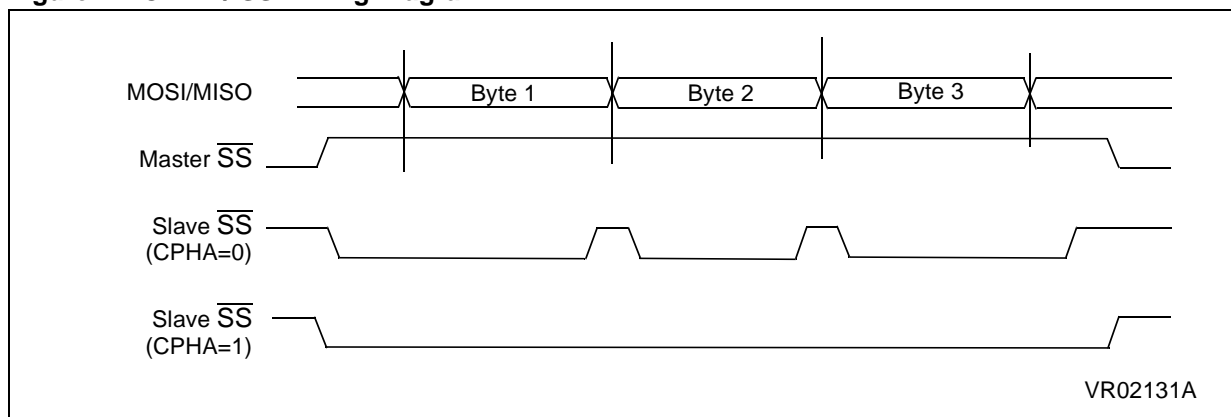 MOSI/MISO Byte 1 Byte 2 Byte 3
Master SS
Slave SS
(CPHA=0)
Slave SS
(CPHA=1)
VR02131A